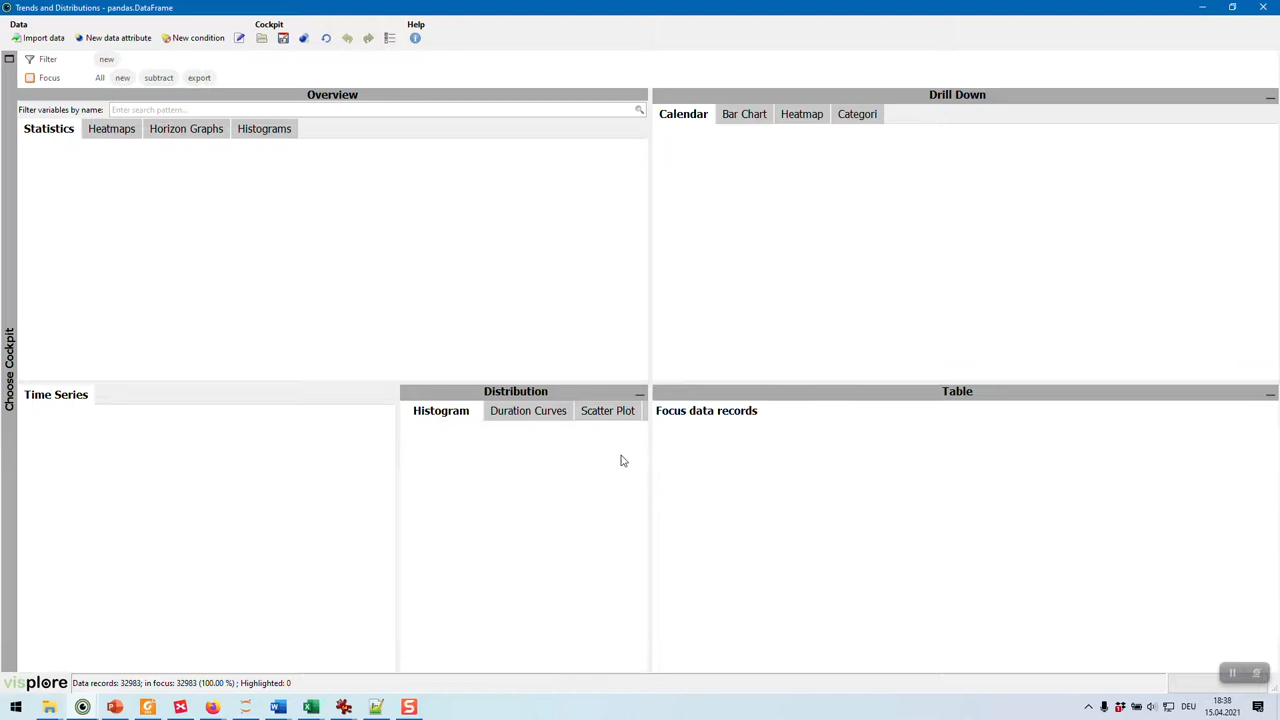 Trends and Distributions - pandas.DataFrame
Data
Cockpit
Help
Import data
New data attribute
New condition
Filter
new
Focus
All
new
subtract
export
Overview
Drill Down
Filter variables by name:
Enter search pattern...
Calendar
Bar Chart
Heatmap
Categori
Statistics
Heatmaps
Horizon Graphs
Histograms
Choose Cockpit
Time Series
Distribution
Table
Histogram
Duration Curves
Scatter Plot
Focus data records
visplore
Data records: 32983; in focus: 32983 (100.00 %) ; Highlighted: 0
DEU
18:38
15.04.2021